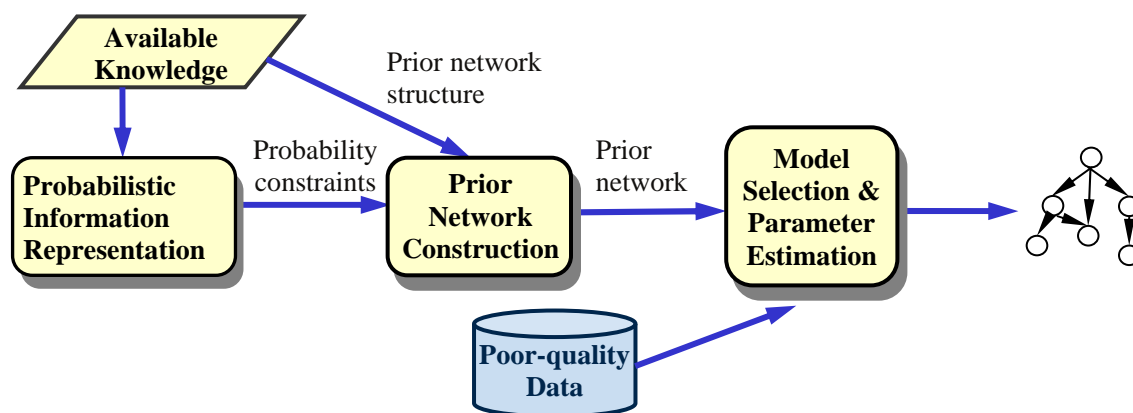 Available
Knowledge
Prior network
structure
Probabilistic
Information
Representation
Probability
constraints
Prior
Network
Construction
Prior
network
Model
Selection &
Parameter
Estimation
Poor-quality
Data